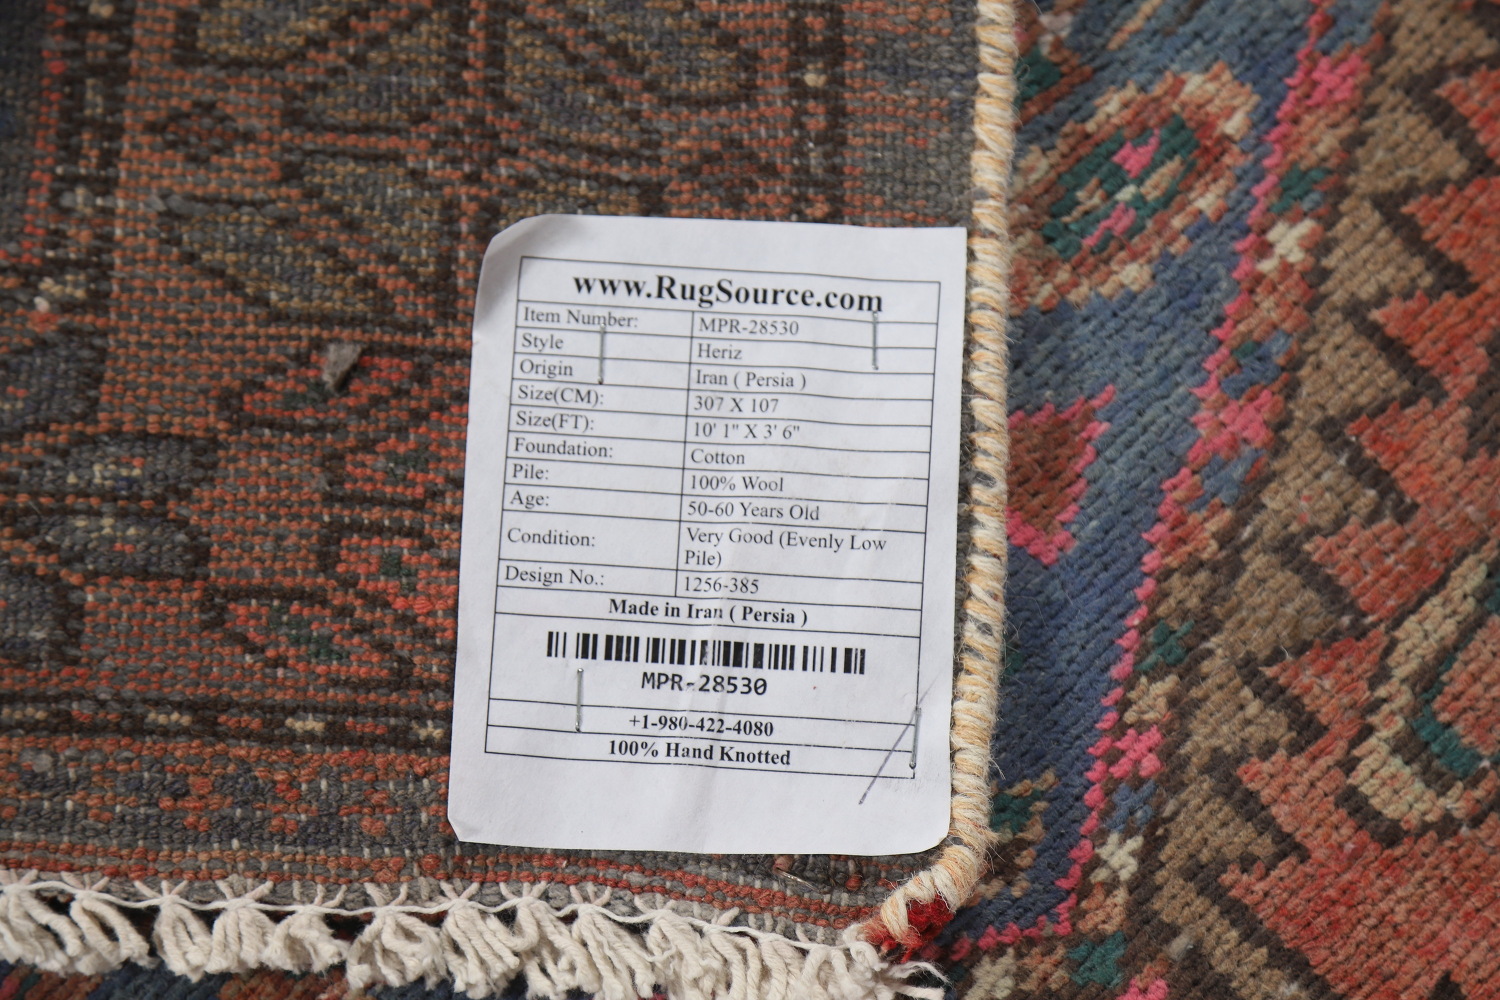 www.RugSource.com
Item Number: MPR-28530
Style Heriz
Origin Iran ( Persia )
Size(CM): 307 X 107
Size(FT): 10' 1" X 3' 6"
Foundation: Cotton
Pile: 100% Wool
Age: 50-60 Years Old
Condition: Very Good (Evenly Low
Pile)
Design No.: 1256-385
Made in Iran ( Persia )
MPR-28530
+1-980-422-4080
100% Hand Knotted